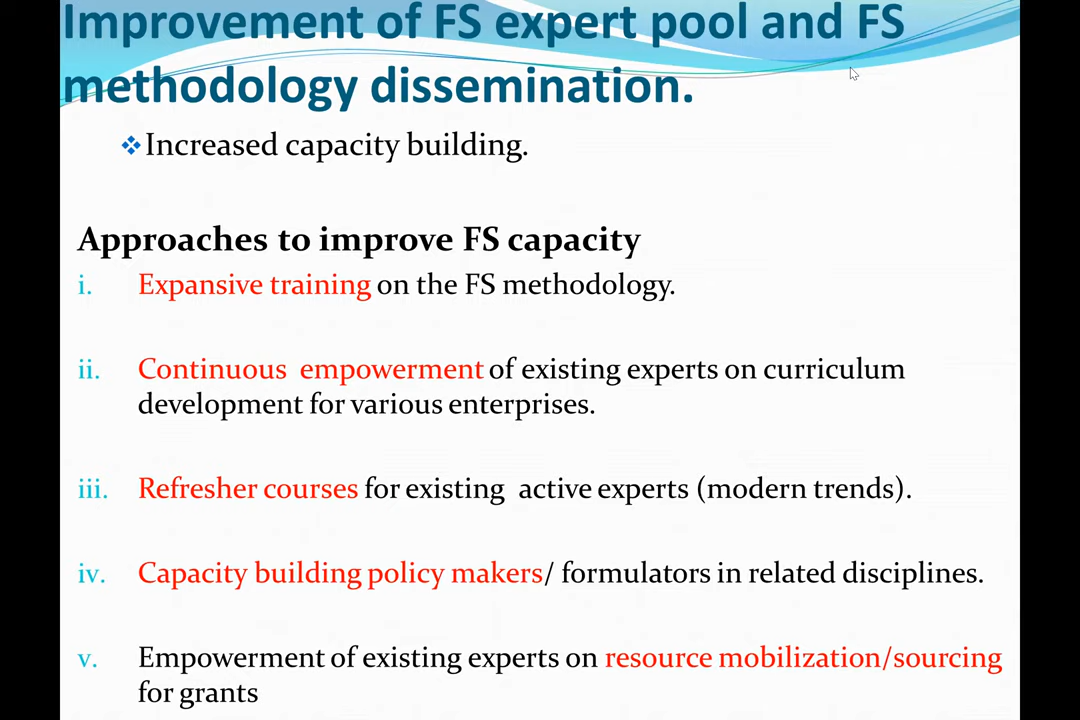 Improvement of FS expert pool and FS
methodology dissemination.
❖Increased capacity building.
Approaches to improve FS capacity
i. Expansive training on the FS methodology.
ii. Continuous empowerment of existing experts on curriculum
development for various enterprises.
iii. Refresher courses for existing active experts (modern trends).
iv. Capacity building policy makers/ formulators in related disciplines.
v. Empowerment of existing experts on resource mobilization/sourcing
for grants